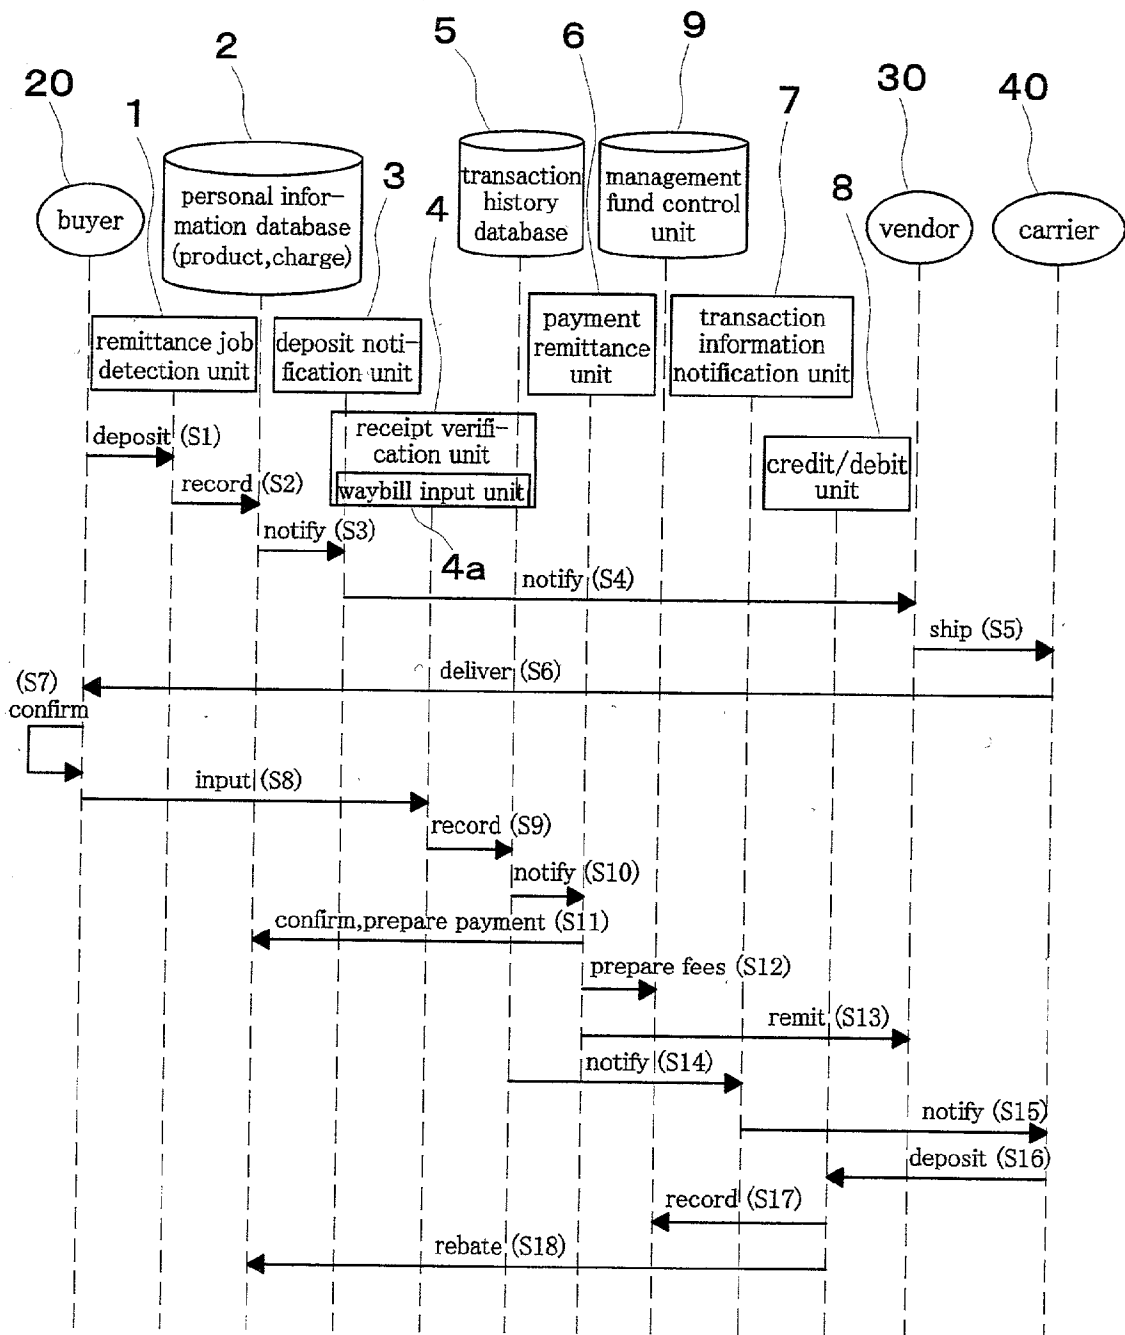 5
9
6
2
20
30
40
1
7
3
8
4
buyer
personal infor-
mation database
(product,charge)
transaction
history
database
management
fund control
unit
vendor
carrier
remittance job
detection unit
deposit noti-
fication unit
payment
remittance
unit
transaction
information
notification unit
receipt verifi-
cation unit
waybill input unit
credit/debit
unit
4a
deposit (S1)
record (S2)
notify (S3)
notify (S4)
ship (S5)
deliver (S6)
(S7)
confirm
input (S8)
record (S9)
notify (S10)
confirm,prepare payment (S11)
prepare fees (S12)
remit (S13)
notify (S14)
notify (S15)
deposit (S16)
record (S17)
rebate (S18)